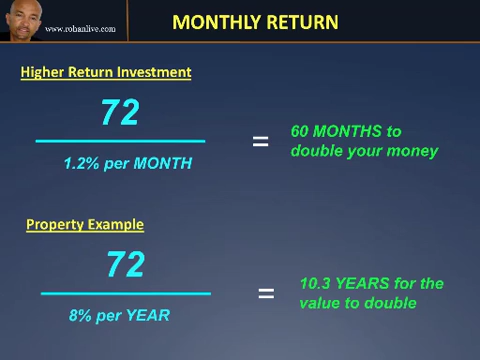 www.rohanlive.com
MONTHLY RETURN
Higher Return Investment
72
1.2% per MONTH
=
60 MONTHS to
double your money
Property Example
72
8% per YEAR
=
10.3 YEARS for the
value to double